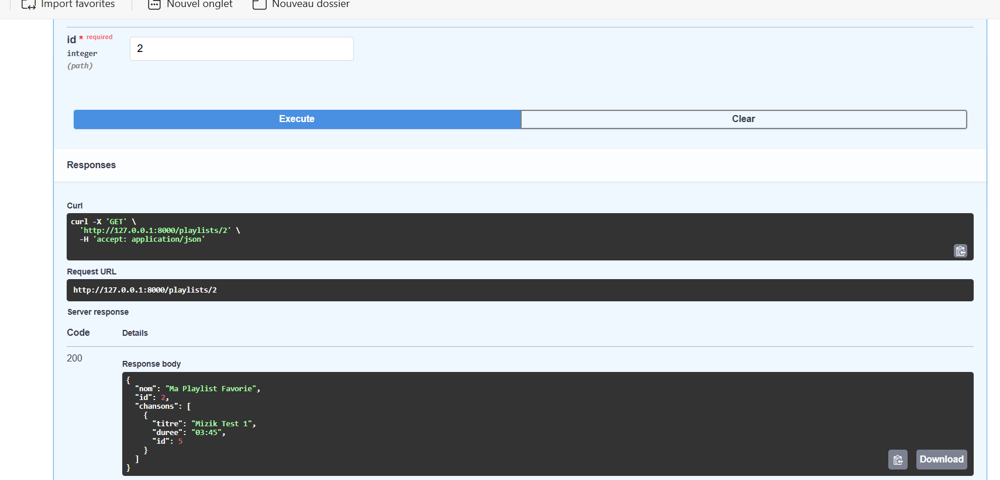 Import favorites Nouvel onglet Nouveau dossier
id * required
integer
(path)
2
Execute Clear
Responses
Curl
curl -X 'GET' \
  'http://127.0.0.1:8000/playlists/2' \
  -H 'accept: application/json'
Request URL
http://127.0.0.1:8000/playlists/2
Server response
Code Details
200
Response body
{
  "nom": "Ma Playlist Favorie",
  "id": 2,
  "chansons": [
    {
      "titre": "Mizik Test 1",
      "duree": "03:45",
      "id": 5
    }
  ]
}
Download